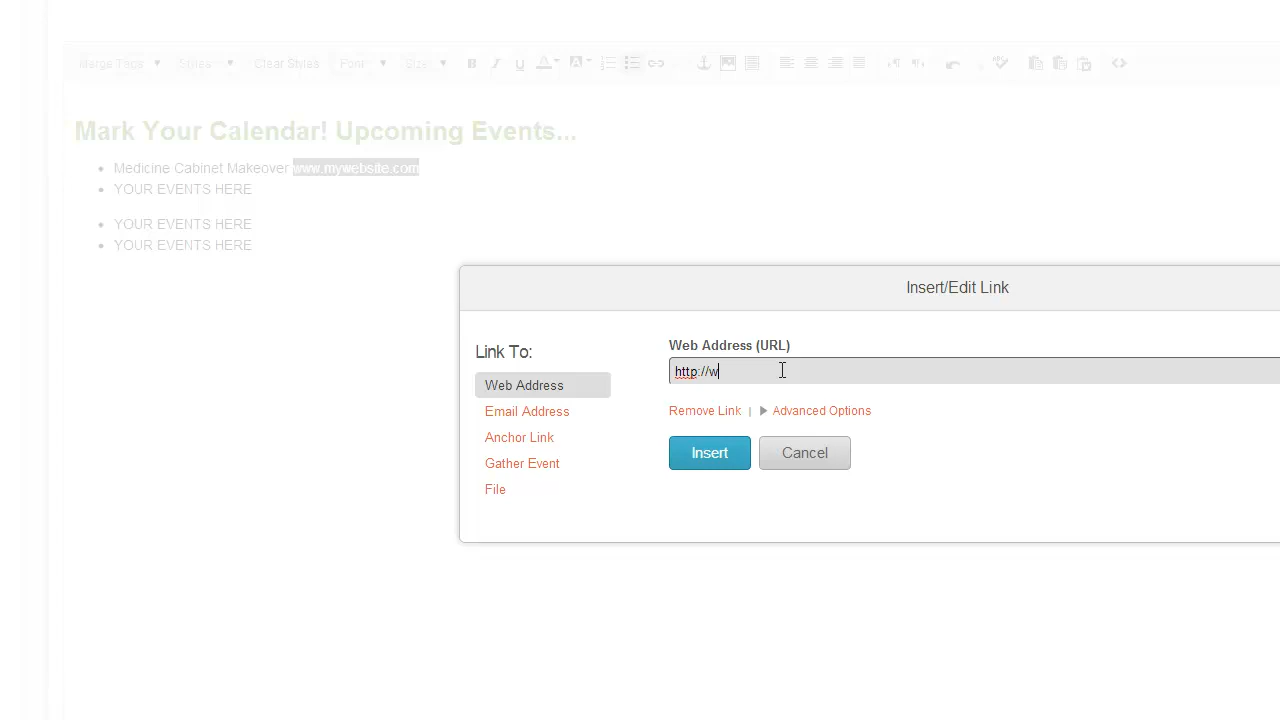 Merge Tags Styles Clear Styles Font Size B I U A A
Mark Your Calendar! Upcoming Events...
• Medicine Cabinet Makeover www.mywebsite.com
• YOUR EVENTS HERE
• YOUR EVENTS HERE
• YOUR EVENTS HERE
Insert/Edit Link
Link To:
Web Address
Email Address
Anchor Link
Gather Event
File
Web Address (URL)
http://w
Remove Link | ▶ Advanced Options
Insert Cancel